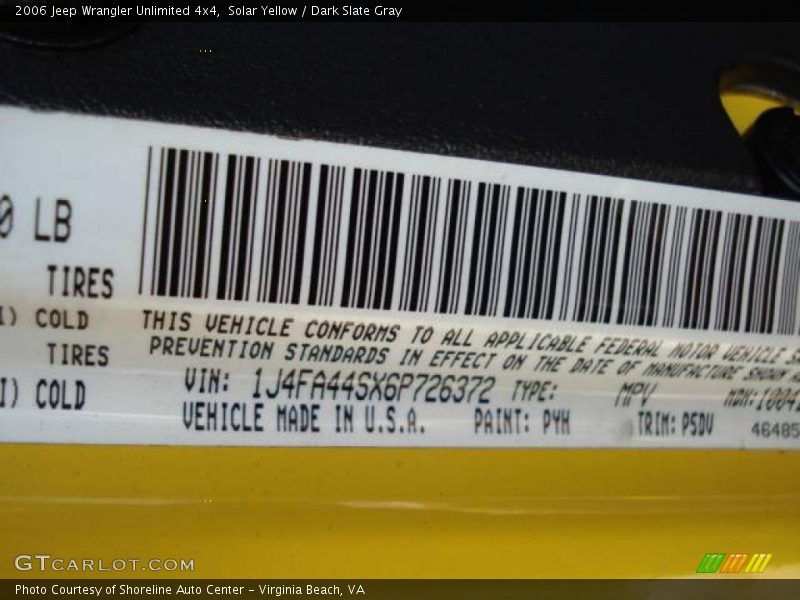 2006 Jeep Wrangler Unlimited 4x4,  Solar Yellow / Dark Slate Gray
0 LB
TIRES
I) COLD
TIRES
I) COLD
THIS VEHICLE CONFORMS TO ALL APPLICABLE FEDERAL MOTOR VEHICLE
PREVENTION STANDARDS IN EFFECT ON THE DATE OF MANUFACTURE SHOWN
VIN: 1J4FA44SX6P726372 TYPE: MPV MDH:1004
VEHICLE MADE IN U.S.A. PAINT: PYH TRIM: P5DV
46485
GTCARLOT.COM
Photo Courtesy of Shoreline Auto Center - Virginia Beach, VA